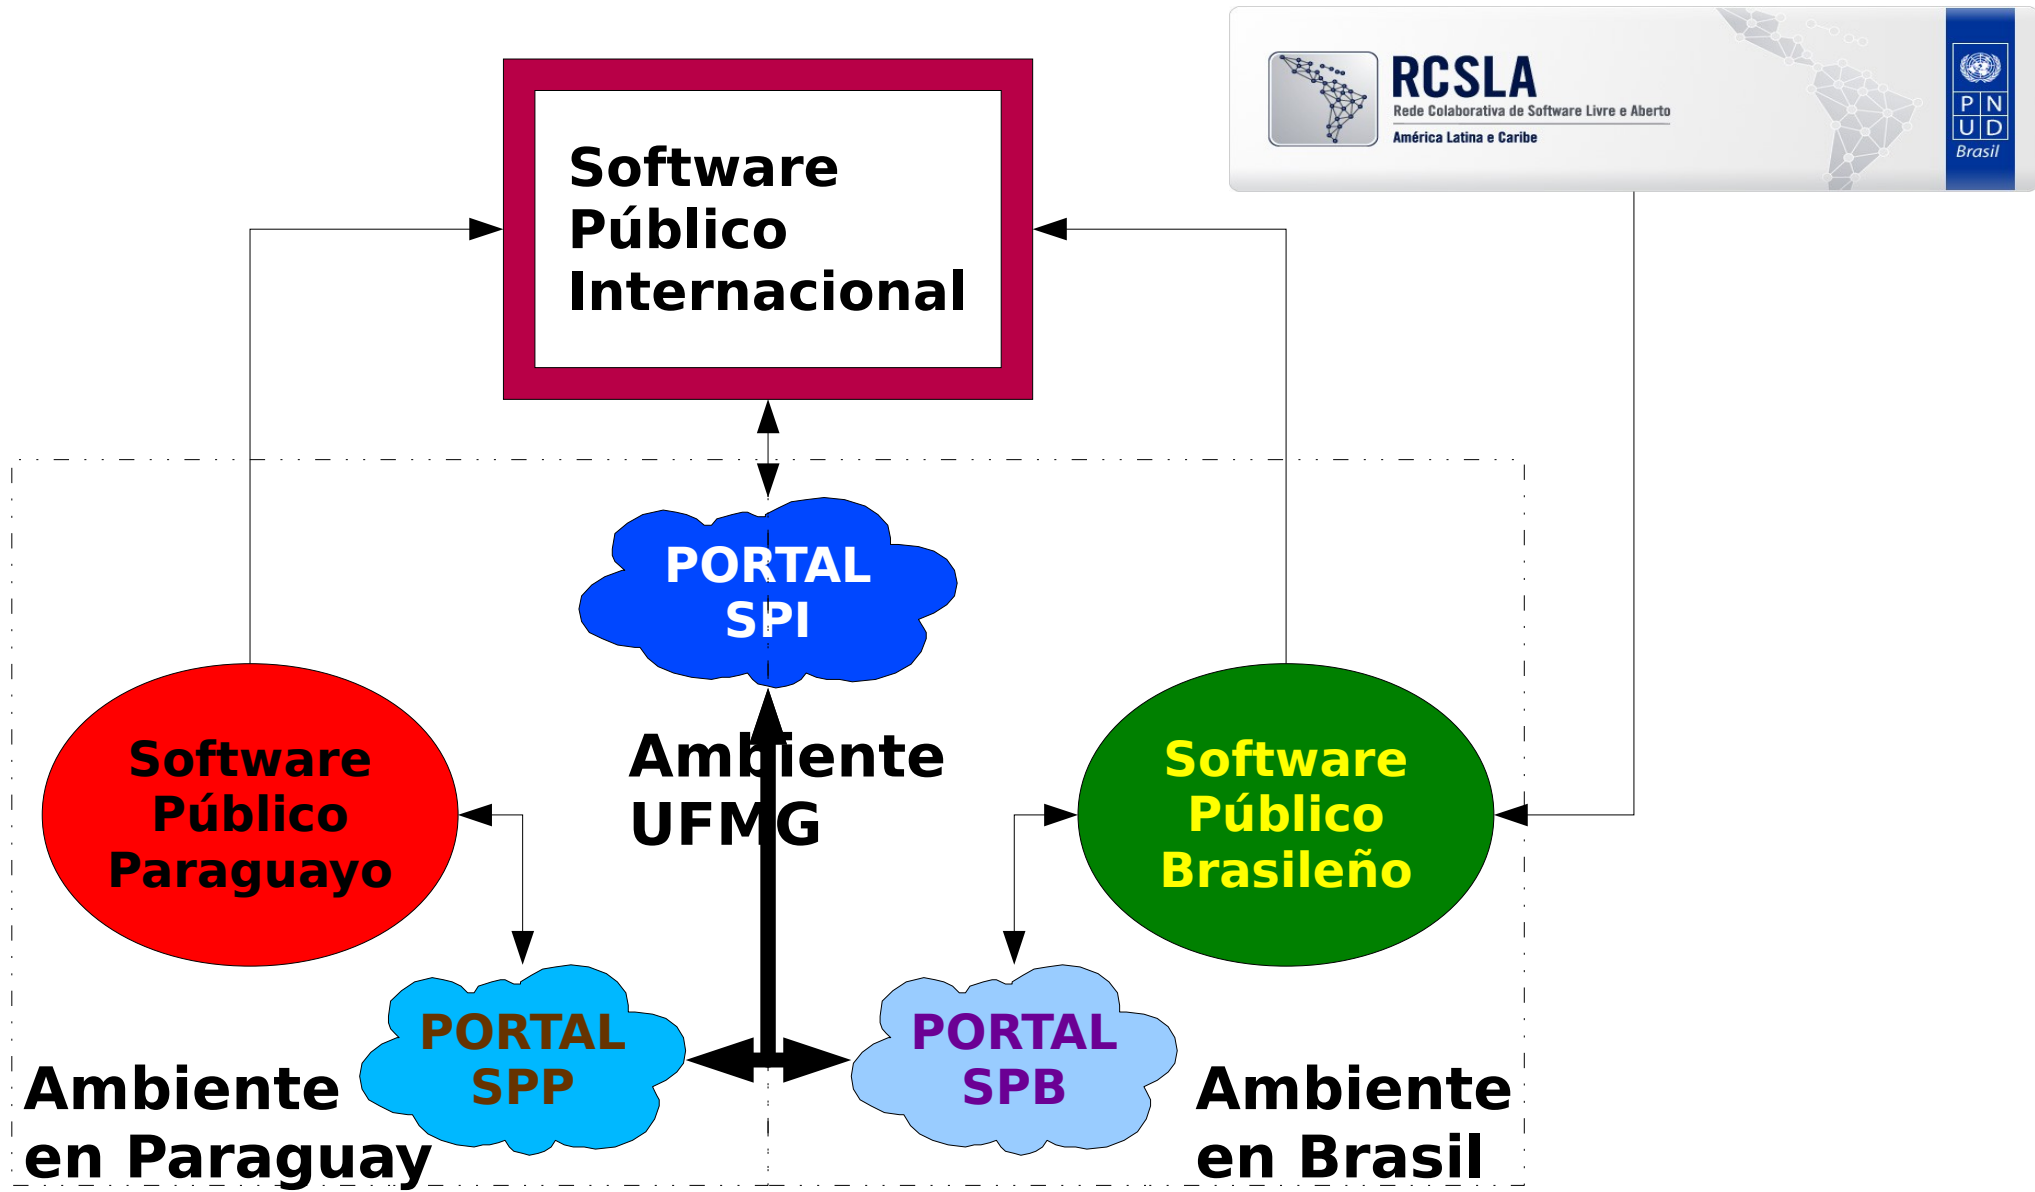 RCSLA
Rede Colaborativa de Software Livre e Aberto
América Latina e Caribe
P N
U D
Brasil
Software
Público
Internacional
PORTAL
SPI
Ambiente
UFMG
Software
Público
Paraguayo
Software
Público
Brasileño
PORTAL
SPP
PORTAL
SPB
Ambiente
en Paraguay
Ambiente
en Brasil